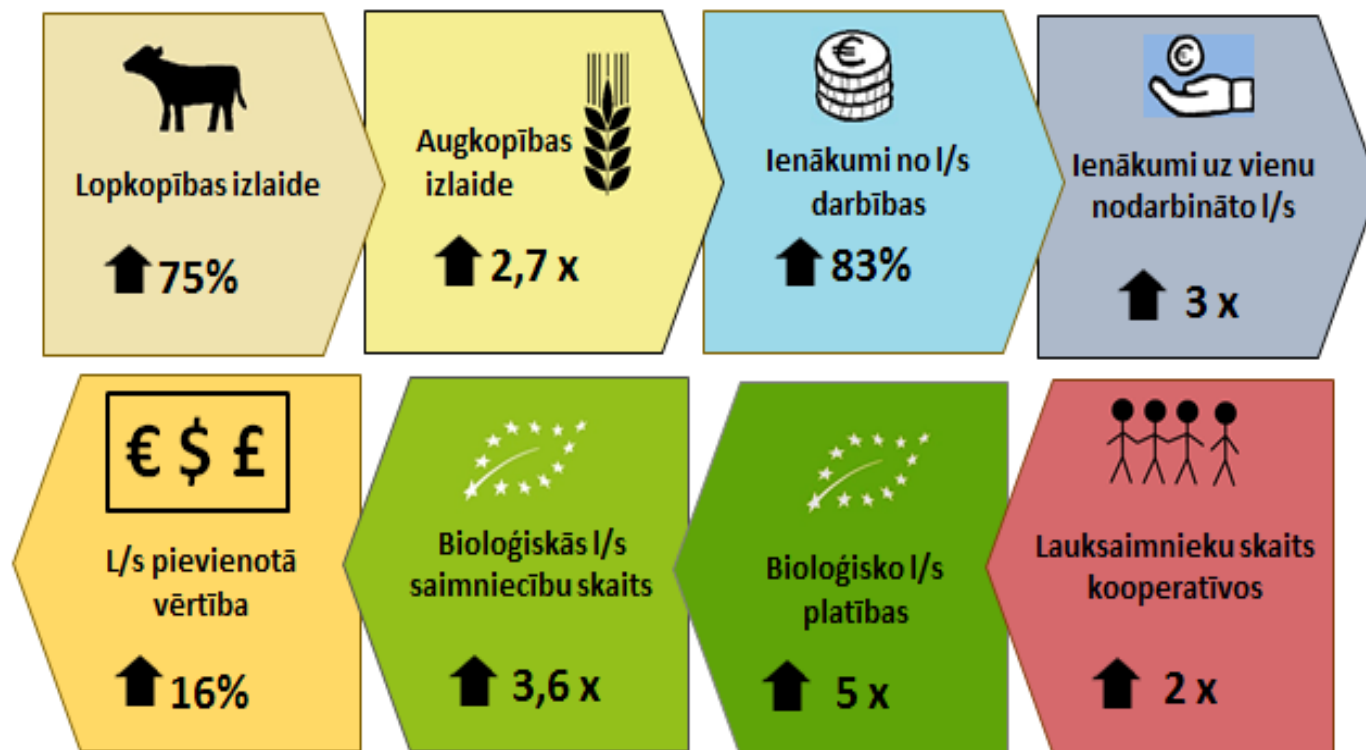 Lopkopības izlaide
75%
Augkopības
izlaide
2,7 x
€
Ienākumi no l/s
darbības
83%
€
Ienākumi uz vienu
nodarbināto l/s
3 x
€ $ £
L/s pievienotā
vērtība
16%
Bioloģiskās l/s
saimniecību skaits
3,6 x
Bioloģisko l/s
platības
5 x
Lauksaimnieku skaits
kooperatīvos
2 x